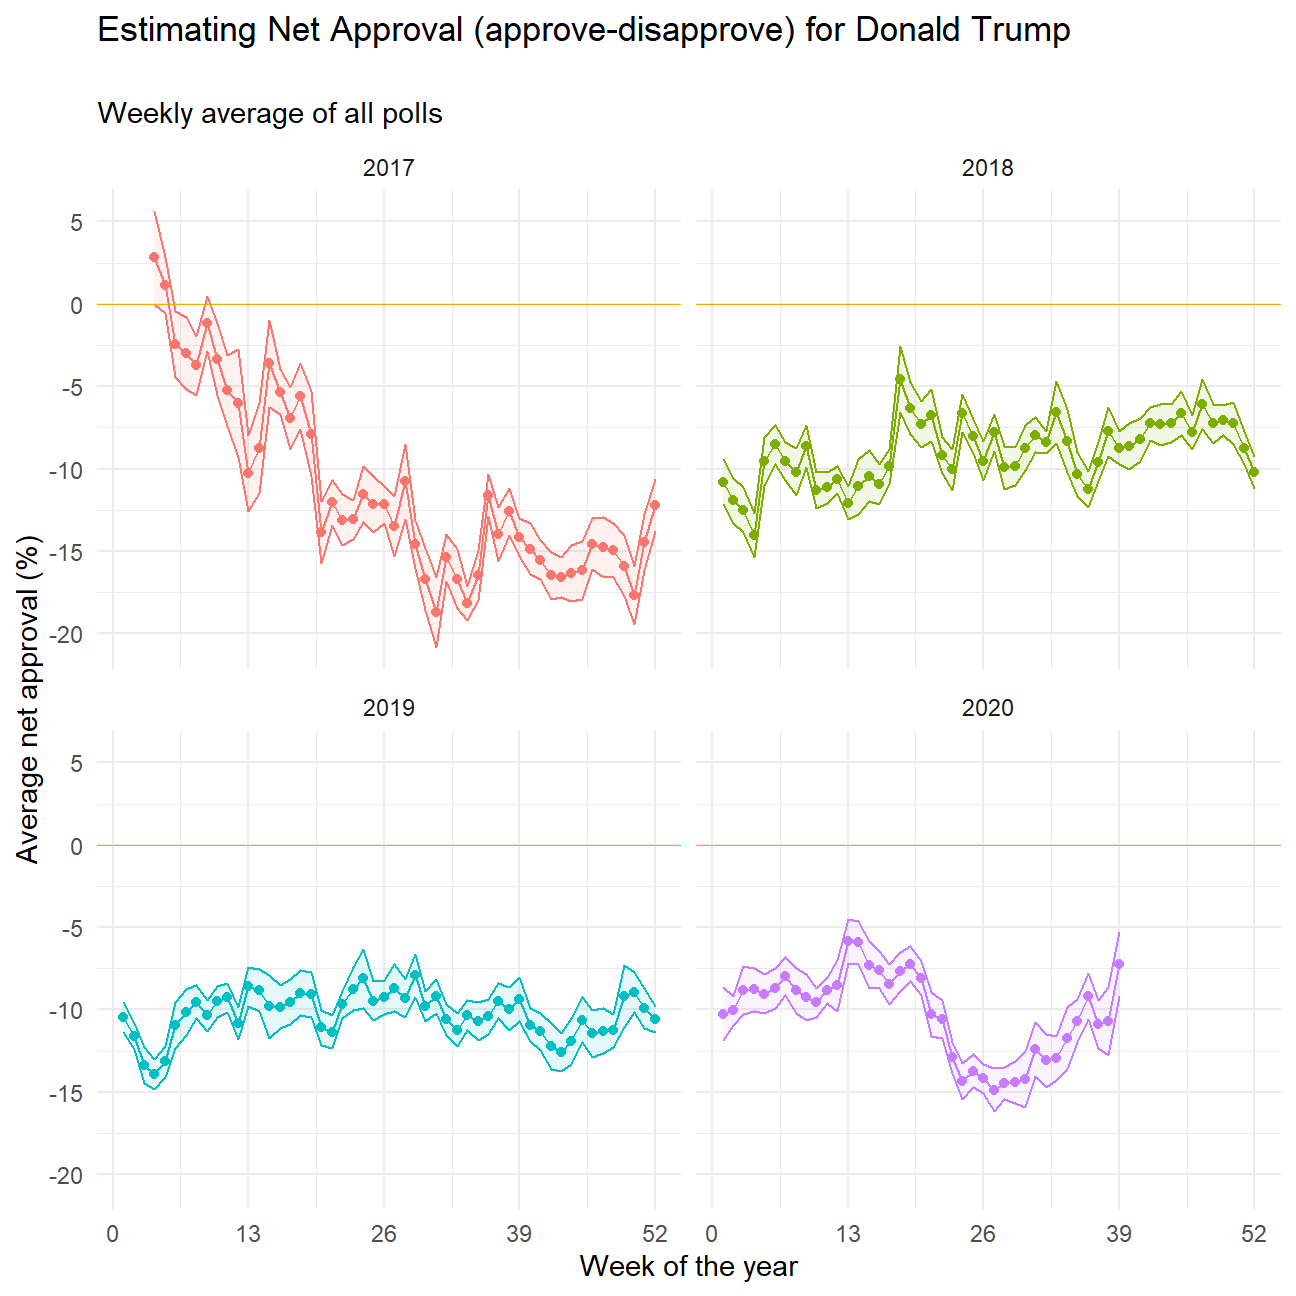 Estimating Net Approval (approve-disapprove) for Donald Trump
Weekly average of all polls
2017
2018
5
0
-5
-10
-15
-20
2019
2020
5
0
-5
-10
-15
-20
Average net approval (%)
0 13 26 39 52
0 13 26 39 52
Week of the year